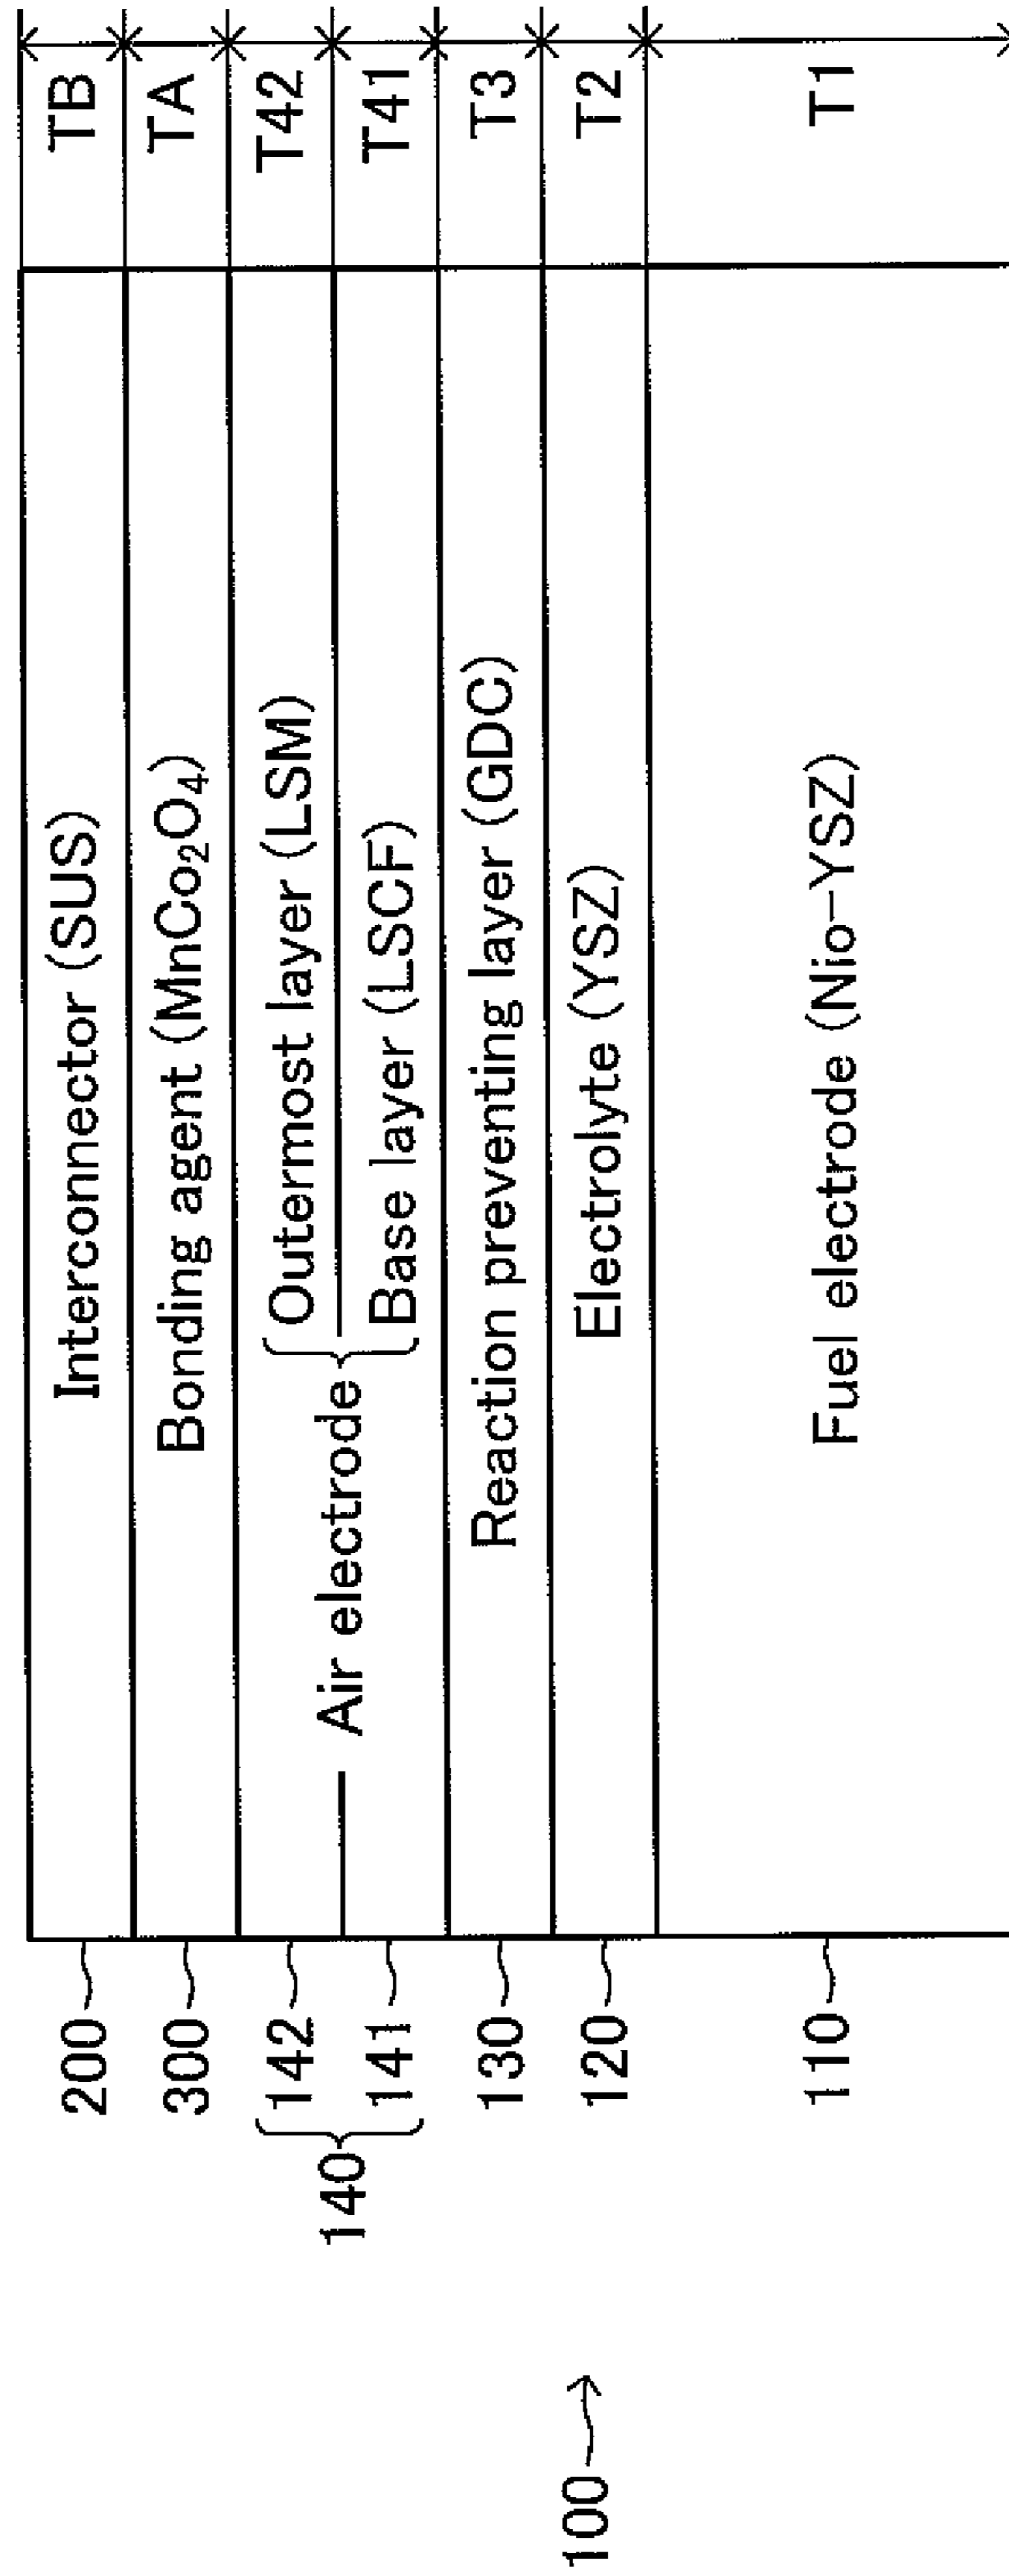 200
Interconnector (SUS)
TB
300
Bonding agent (MnCo₂O₄)
TA
140
142
Air electrode
Outermost layer (LSM)
T42
141
Base layer (LSCF)
T41
130
Reaction preventing layer (GDC)
T3
120
Electrolyte (YSZ)
T2
110
Fuel electrode (Nio-YSZ)
T1
100